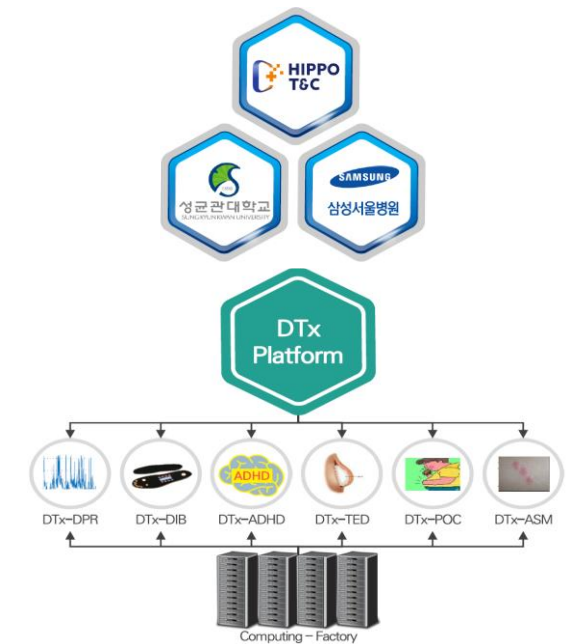 HIPPO
T&C
성균관대학교
SUNGKYUNKWAN UNIVERSITY
SAMSUNG
삼성서울병원
DTx
Platform
ADHD
DTx-DPR
DTx-DIB
DTx-ADHD
DTx-TED
DTx-POC
DTx-ASM
Computing - Factory